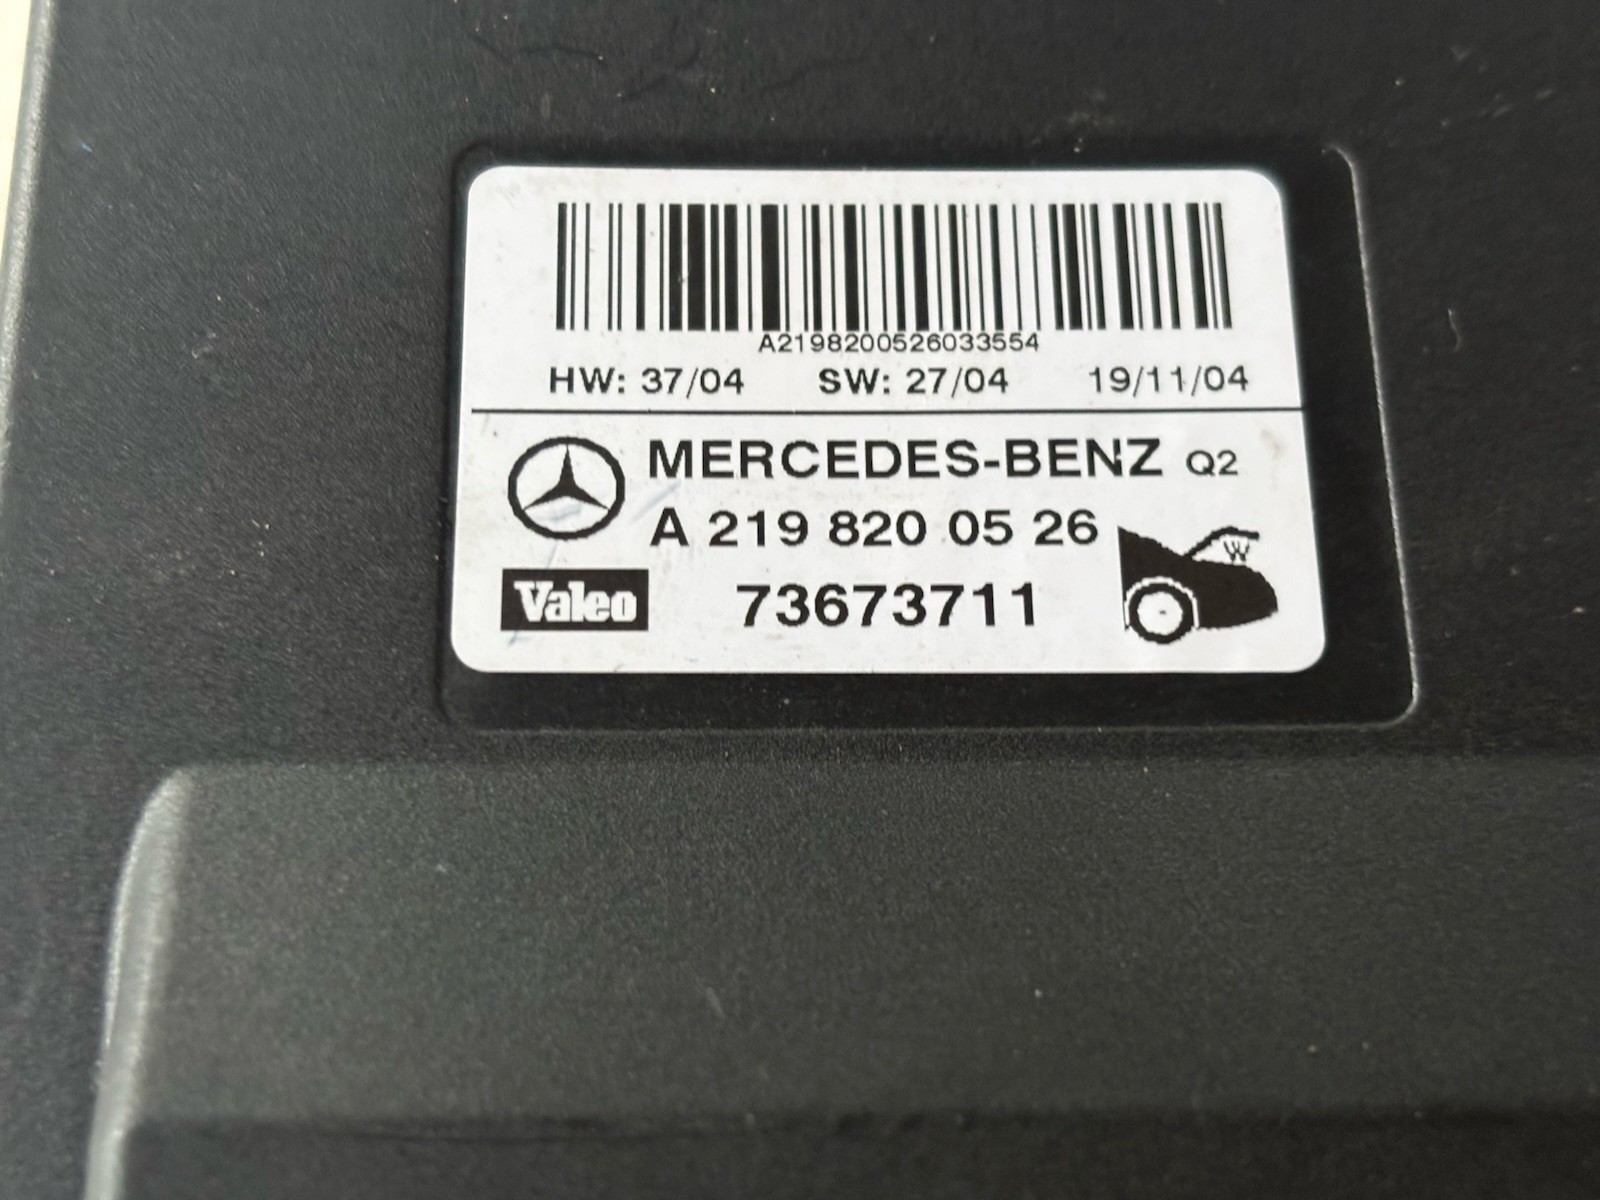 A2198200526033554
HW: 37/04 SW: 27/04 19/11/04
MERCEDES-BENZ Q2
A 219 820 05 26
W
Valeo 73673711